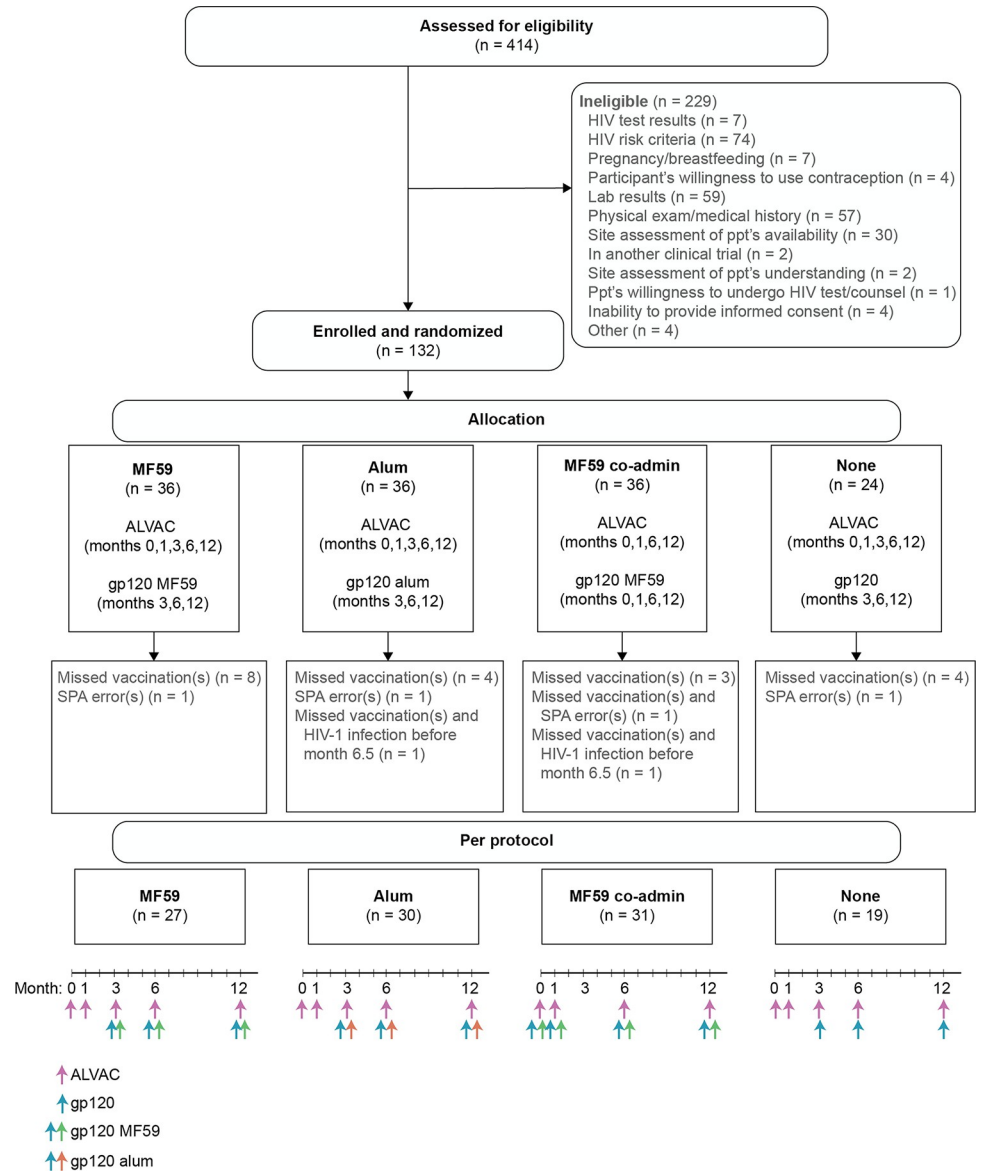 Assessed for eligibility
(n = 414)
Ineligible (n = 229)
HIV test results (n = 7)
HIV risk criteria (n = 74)
Pregnancy/breastfeeding (n = 7)
Participant's willingness to use contraception (n = 4)
Lab results (n = 59)
Physical exam/medical history (n = 57)
Site assessment of ppt's availability (n = 30)
In another clinical trial (n = 2)
Site assessment of ppt's understanding (n = 2)
Ppt's willingness to undergo HIV test/counsel (n = 1)
Inability to provide informed consent (n = 4)
Other (n = 4)
Enrolled and randomized
(n = 132)
Allocation
MF59
(n = 36)
ALVAC
(months 0,1,3,6,12)
gp120 MF59
(months 3,6,12)
Alum
(n = 36)
ALVAC
(months 0,1,3,6,12)
gp120 alum
(months 3,6,12)
MF59 co-admin
(n = 36)
ALVAC
(months 0,1,6,12)
gp120 MF59
(months 0,1,6,12)
None
(n = 24)
ALVAC
(months 0,1,3,6,12)
gp120
(months 3,6,12)
Missed vaccination(s) (n = 8)
SPA error(s) (n = 1)
Missed vaccination(s) (n = 4)
SPA error(s) (n = 1)
Missed vaccination(s) and
HIV-1 infection before
month 6.5 (n = 1)
Missed vaccination(s) (n = 3)
Missed vaccination(s) and
SPA error(s) (n = 1)
Missed vaccination(s) and
HIV-1 infection before
month 6.5 (n = 1)
Missed vaccination(s) (n = 4)
SPA error(s) (n = 1)
Per protocol
MF59
(n = 27)
Alum
(n = 30)
MF59 co-admin
(n = 31)
None
(n = 19)
Month: 0 1 3 6 12
0 1 3 6 12
0 1 3 6 12
0 1 3 6 12
ALVAC
gp120
gp120 MF59
gp120 alum